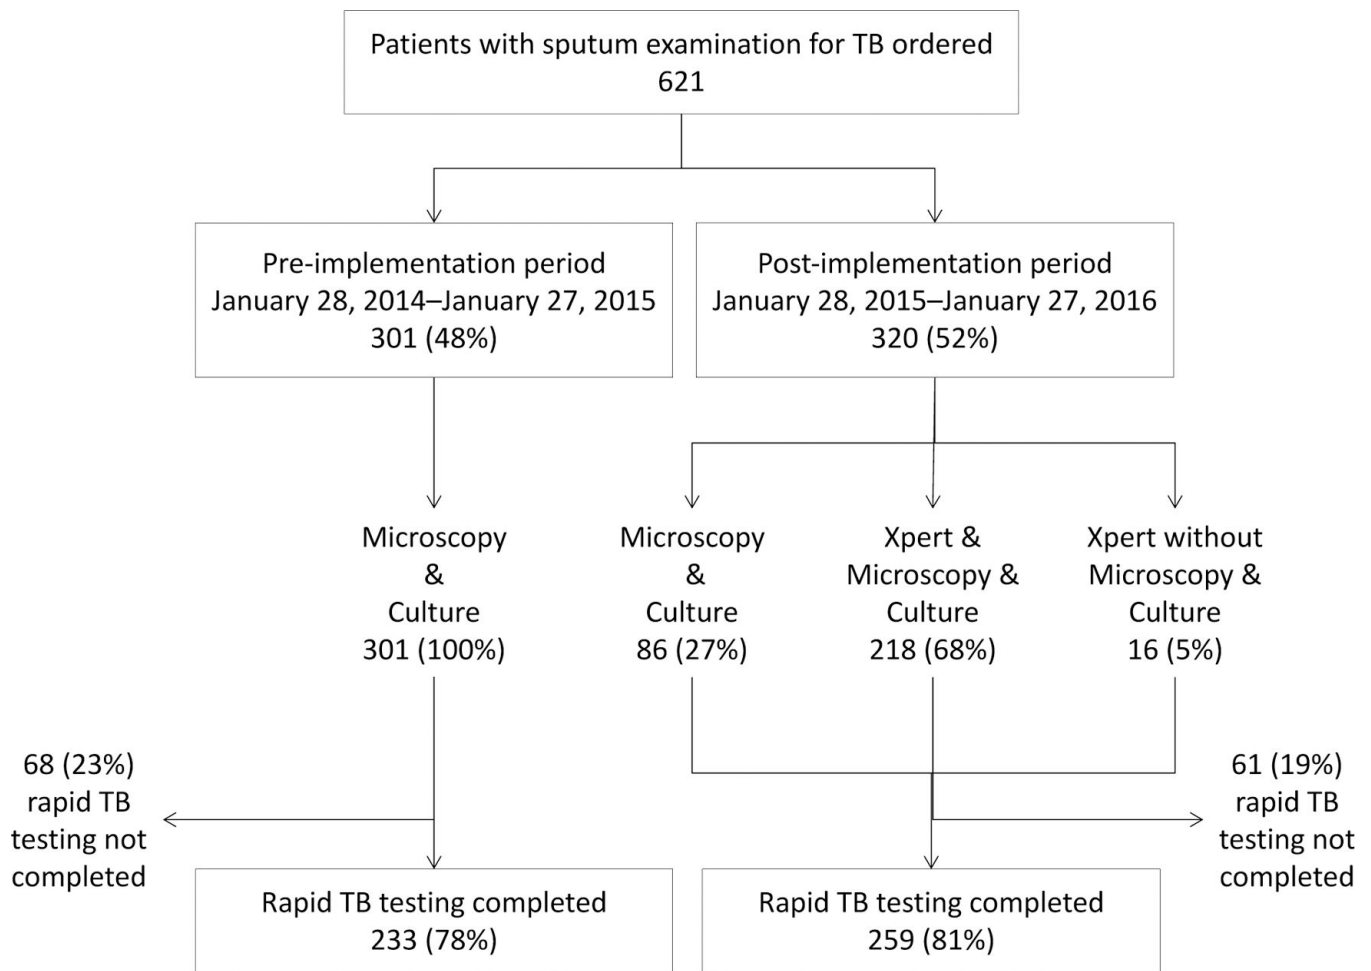 Patients with sputum examination for TB ordered
621
Pre-implementation period
January 28, 2014–January 27, 2015
301 (48%)
Post-implementation period
January 28, 2015–January 27, 2016
320 (52%)
Microscopy
&
Culture
301 (100%)
Microscopy
&
Culture
86 (27%)
Xpert &
Microscopy &
Culture
218 (68%)
Xpert without
Microscopy &
Culture
16 (5%)
68 (23%)
rapid TB
testing not
completed
61 (19%)
rapid TB
testing not
completed
Rapid TB testing completed
233 (78%)
Rapid TB testing completed
259 (81%)